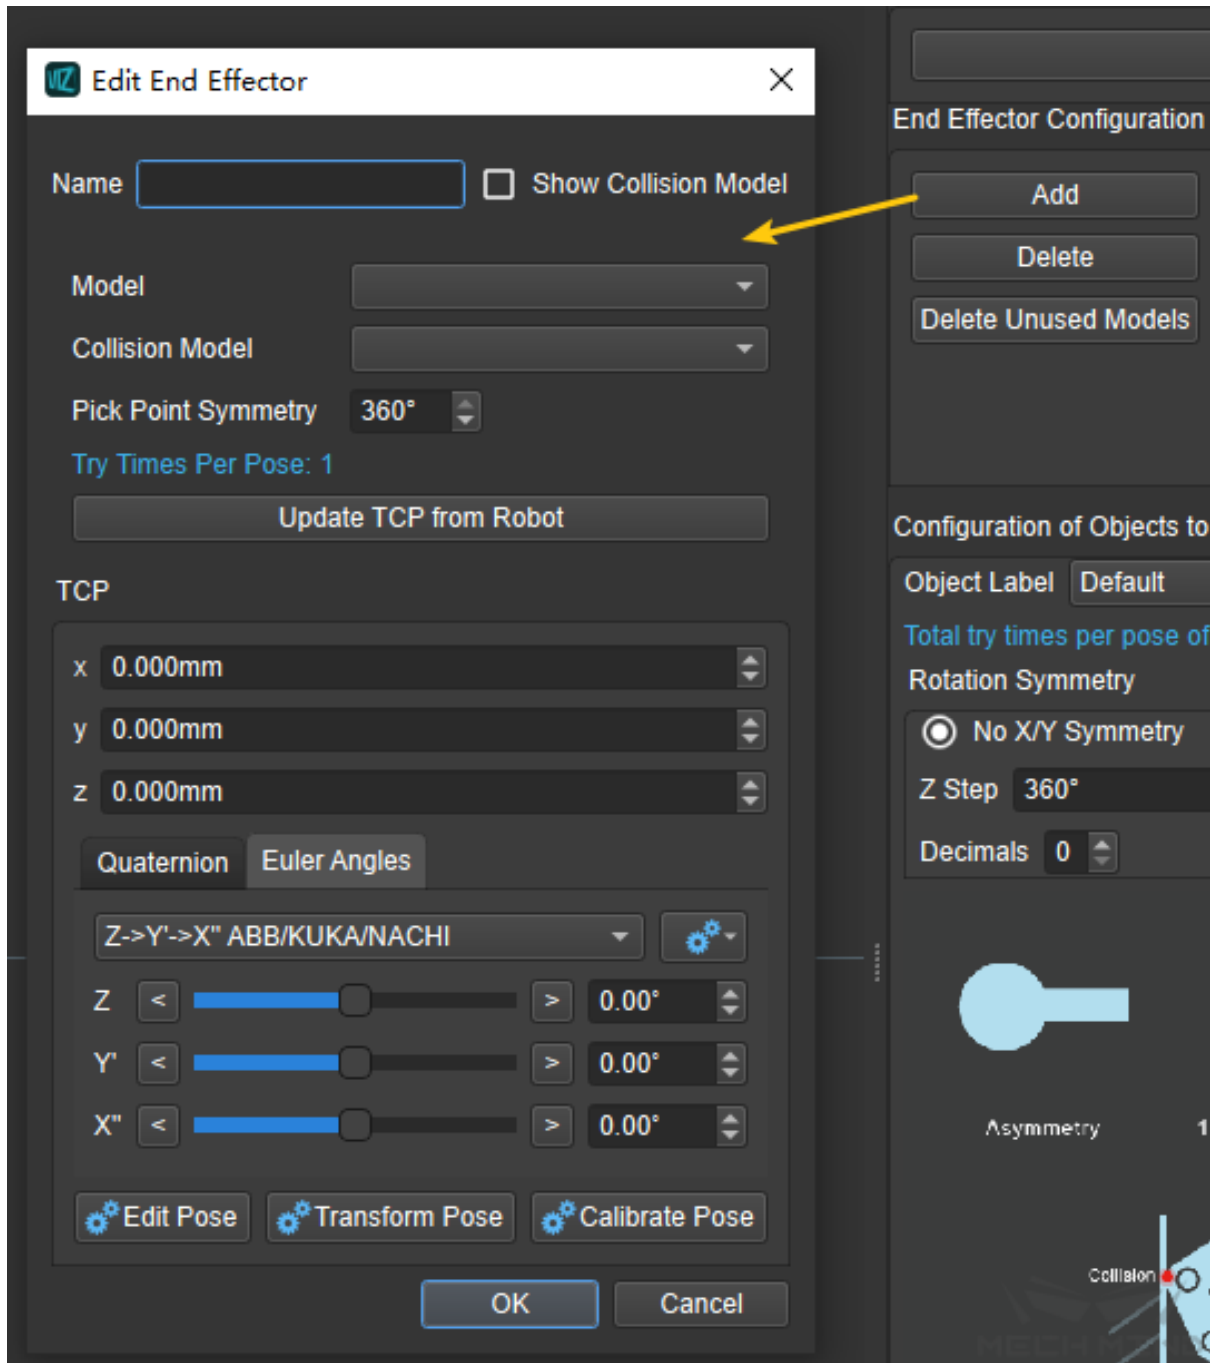 VIZ Edit End Effector
Name
Show Collision Model
Model
Collision Model
Pick Point Symmetry 360°
Try Times Per Pose: 1
Update TCP from Robot
TCP
x 0.000mm
y 0.000mm
z 0.000mm
Quaternion Euler Angles
Z->Y'->X" ABB/KUKA/NACHI
Z < > 0.00°
Y' < > 0.00°
X" < > 0.00°
Edit Pose Transform Pose Calibrate Pose
OK Cancel
End Effector Configuration
Add
Delete
Delete Unused Models
Configuration of Objects to
Object Label Default
Total try times per pose of
Rotation Symmetry
No X/Y Symmetry
Z Step 360°
Decimals 0
Asymmetry 1
Collision